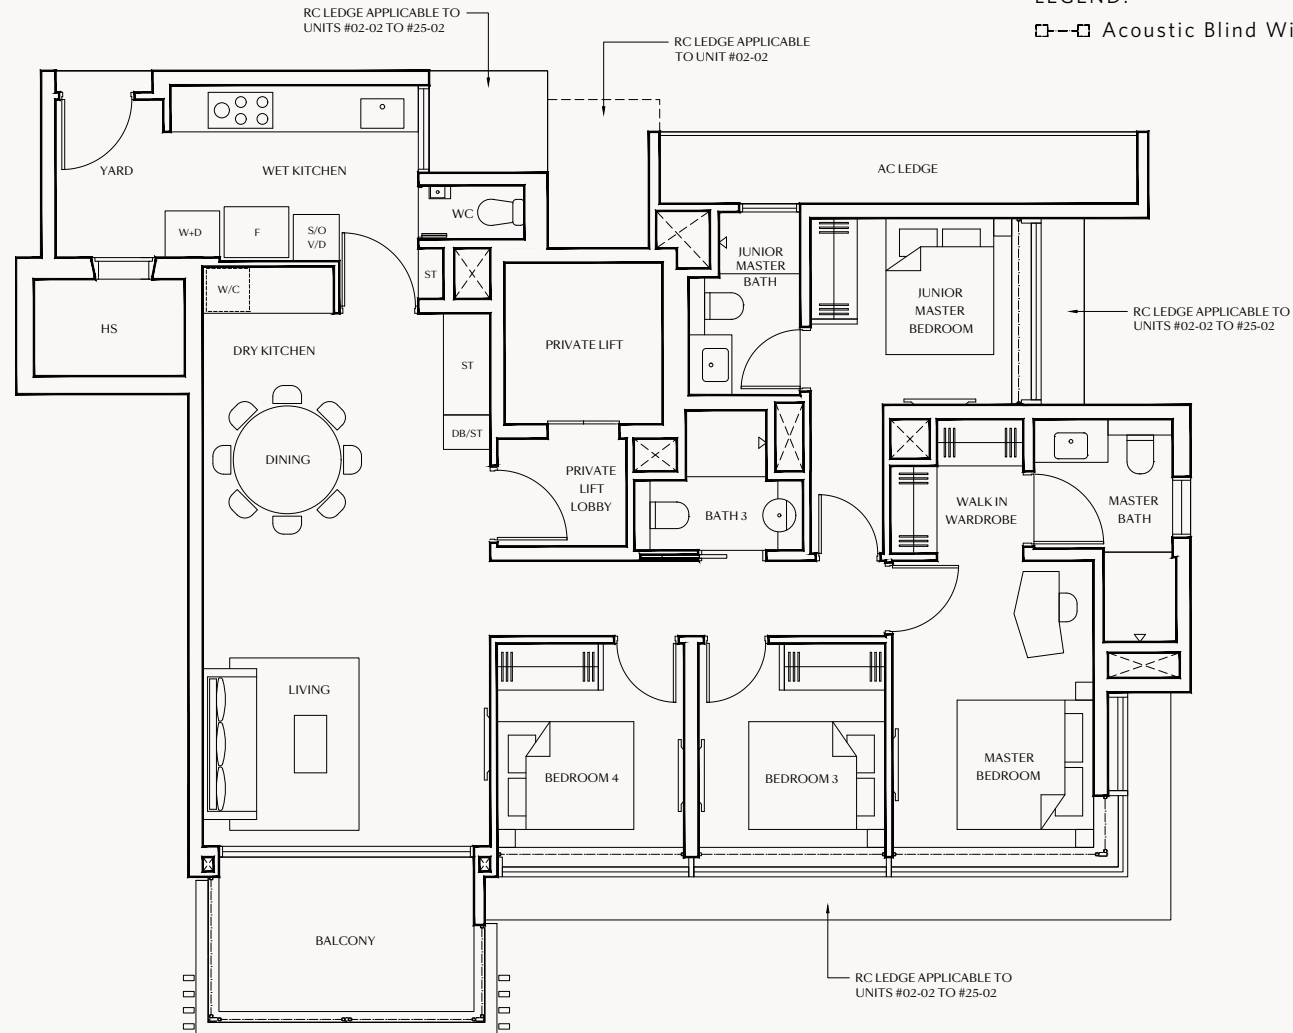 LEGEND:
Acoustic Blind Wi
RC LEDGE APPLICABLE TO
UNITS #02-02 TO #25-02
RC LEDGE APPLICABLE
TO UNIT #02-02
YARD
WET KITCHEN
AC LEDGE
W+D
F
S/O
V/D
WC
ST
W/C
HS
DRY KITCHEN
PRIVATE LIFT
JUNIOR
MASTER
BATH
JUNIOR
MASTER
BEDROOM
RC LEDGE APPLICABLE TO
UNITS #02-02 TO #25-02
ST
DB/ST
DINING
PRIVATE
LIFT
LOBBY
BATH 3
WALK IN
WARDROBE
MASTER
BATH
LIVING
BEDROOM 4
BEDROOM 3
MASTER
BEDROOM
BALCONY
RC LEDGE APPLICABLE TO
UNITS #02-02 TO #25-02